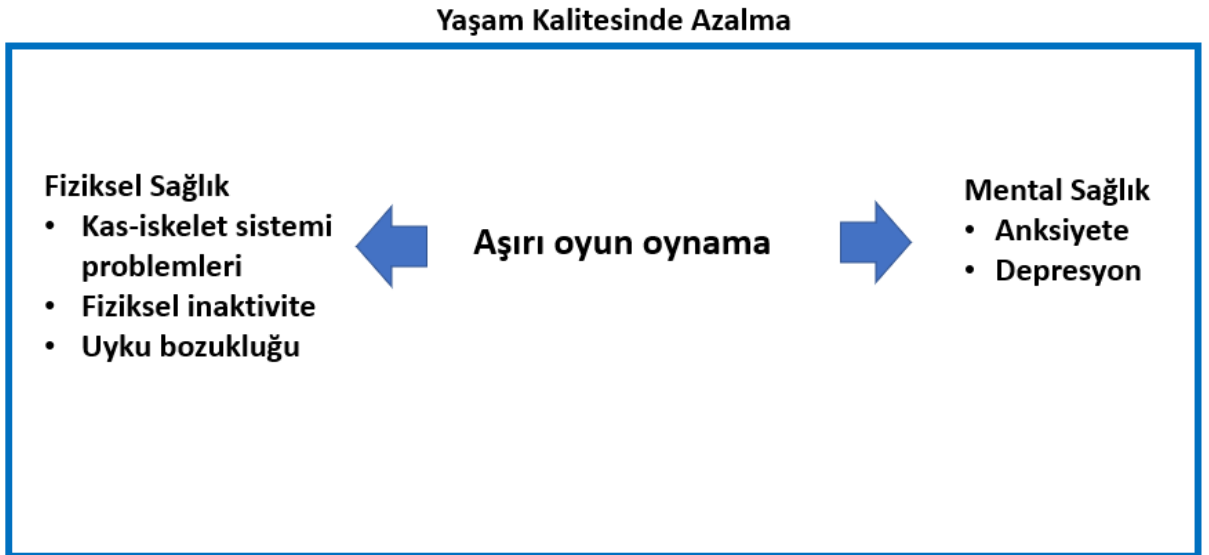 Yaşam Kalitesinde Azalma
Fiziksel Sağlık
• Kas-iskelet sistemi
problemleri
• Fiziksel inaktivite
• Uyku bozukluğu
Aşırı oyun oynama
Mental Sağlık
• Anksiyete
• Depresyon